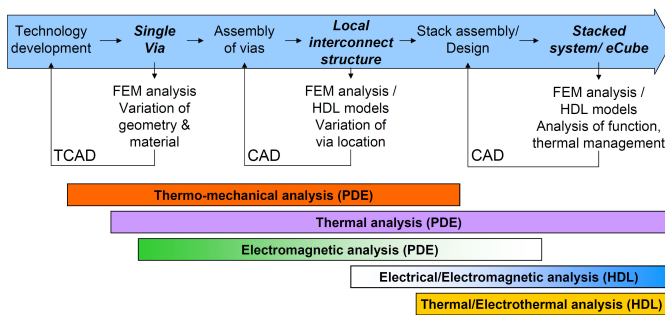 Technology
development
Single
Via
Assembly
of vias
Local
interconnect
structure
Stack assembly/
Design
Stacked
system/ eCube
FEM analysis
Variation of
geometry &
material
FEM analysis /
HDL models
Variation of
via location
FEM analysis /
HDL models
Analysis of function,
thermal management
TCAD
CAD
CAD
Thermo-mechanical analysis (PDE)
Thermal analysis (PDE)
Electromagnetic analysis (PDE)
Electrical/Electromagnetic analysis (HDL)
Thermal/Electrothermal analysis (HDL)